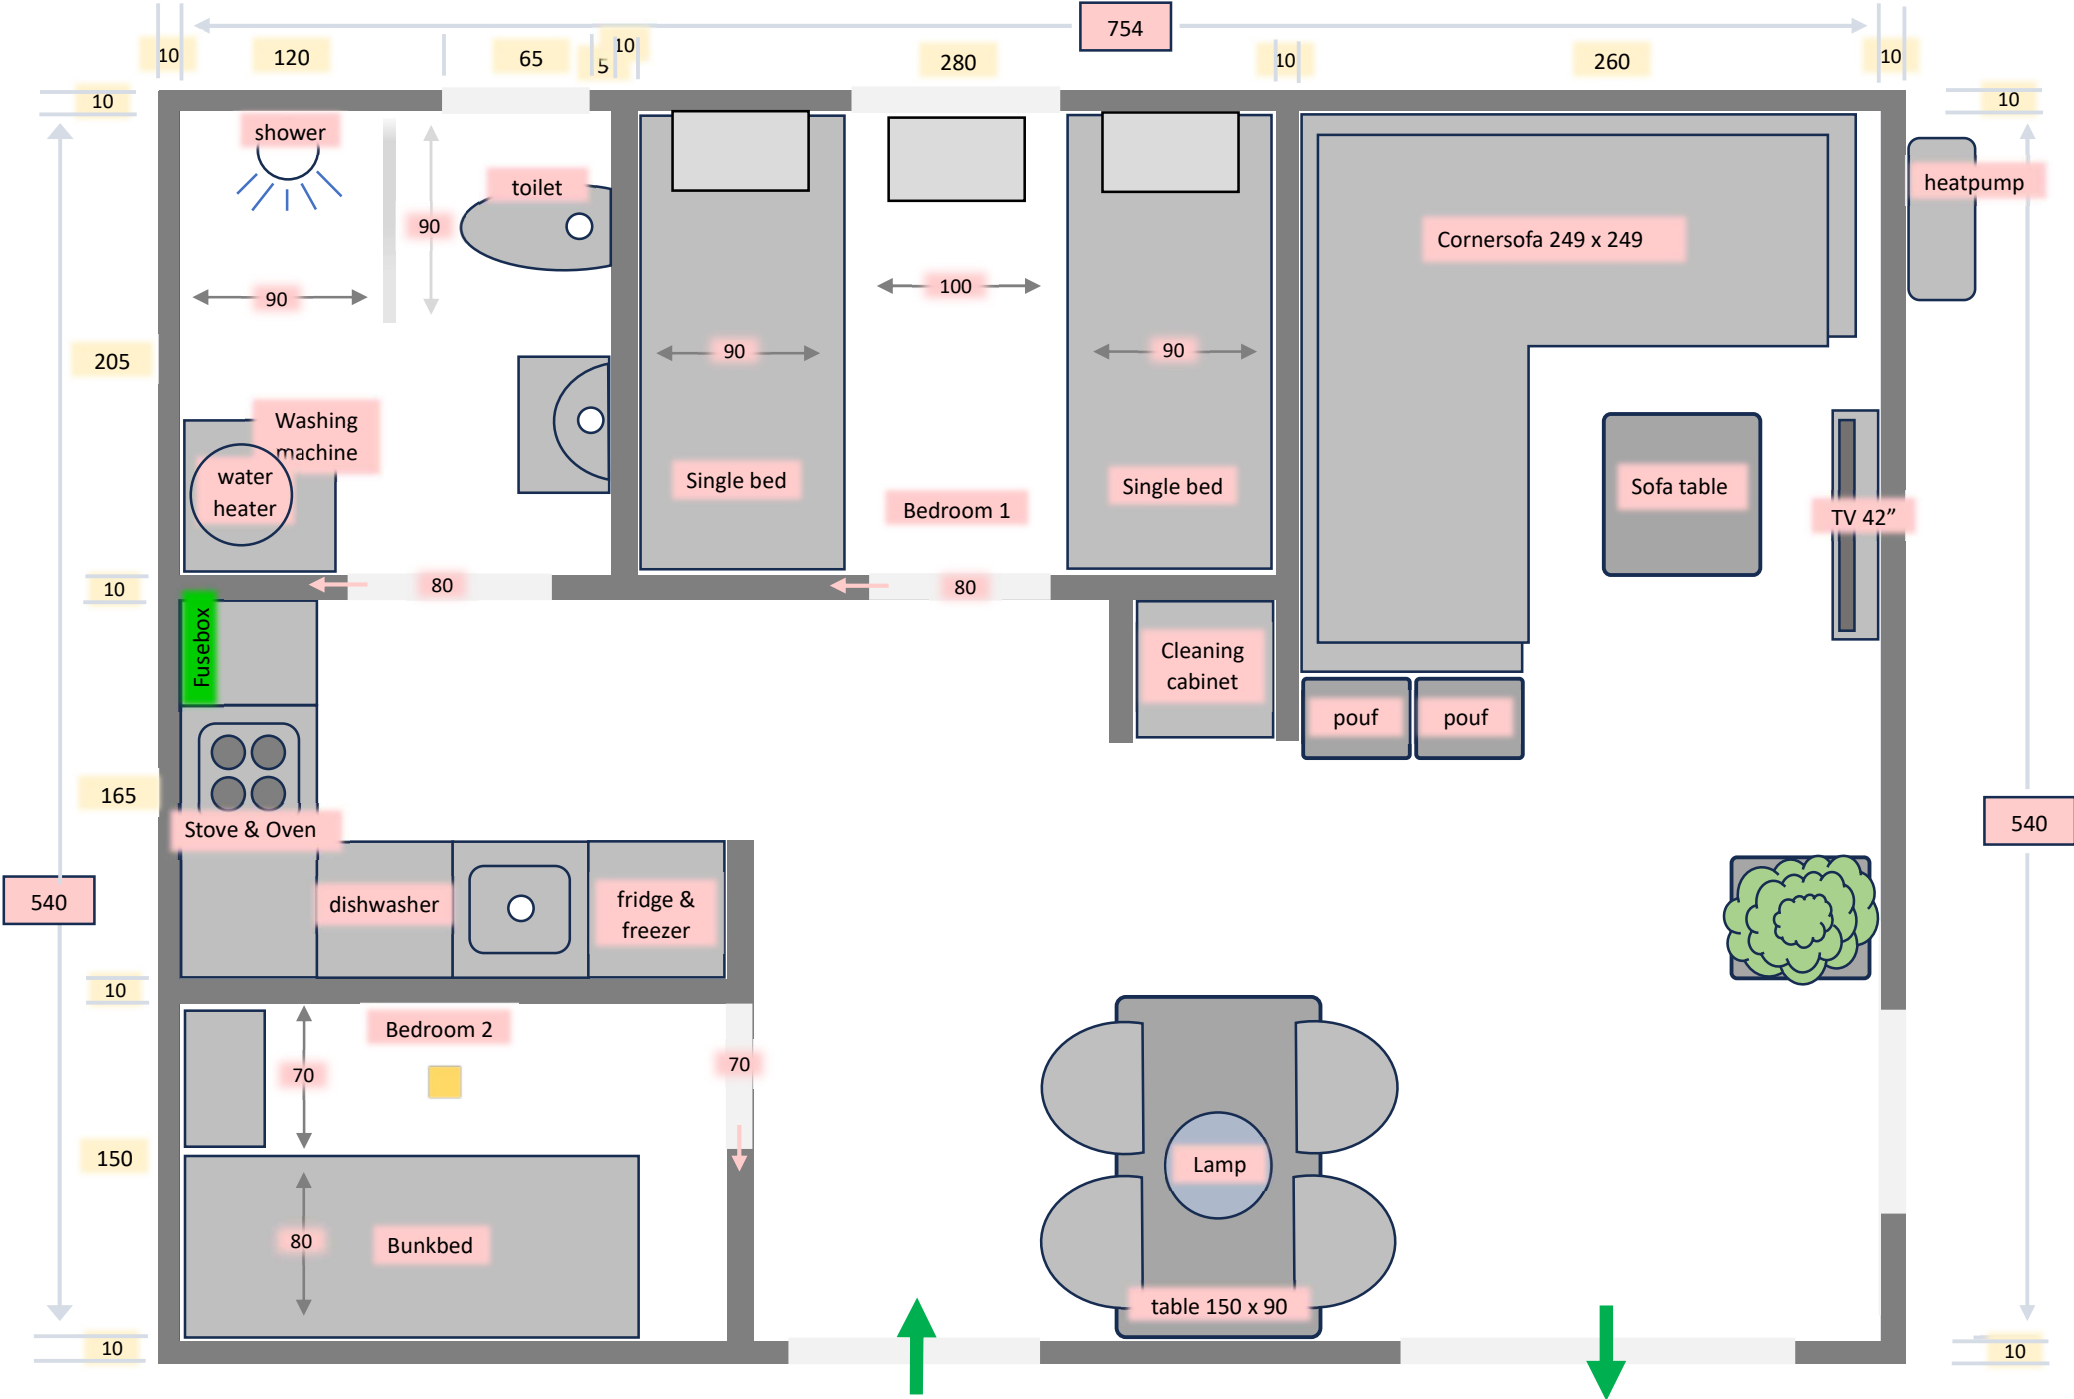 754
10
120
65
5
10
280
10
260
10
10
10
shower
toilet
heatpump
90
Cornersofa 249 x 249
90
100
205
90
90
Washing
machine
water
heater
Single bed
Single bed
Bedroom 1
Sofa table
TV 42”
10
80
80
Fusebox
Cleaning
cabinet
pouf
pouf
165
Stove & Oven
540
540
dishwasher
fridge &
freezer
10
Bedroom 2
70
70
150
Lamp
80
Bunkbed
table 150 x 90
10
10